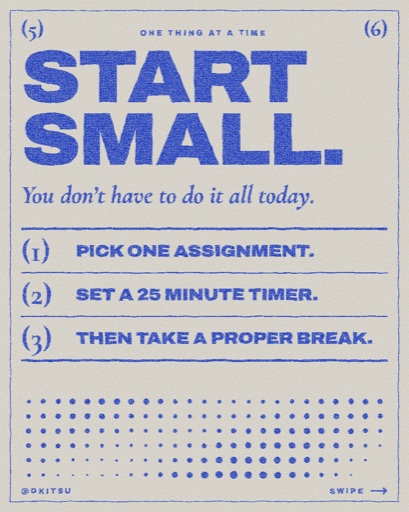 (5) ONE THING AT A TIME (6)
START
SMALL.
You don't have to do it all today.
(1) PICK ONE ASSIGNMENT.
(2) SET A 25 MINUTE TIMER.
(3) THEN TAKE A PROPER BREAK.
@DKITSU SWIPE →